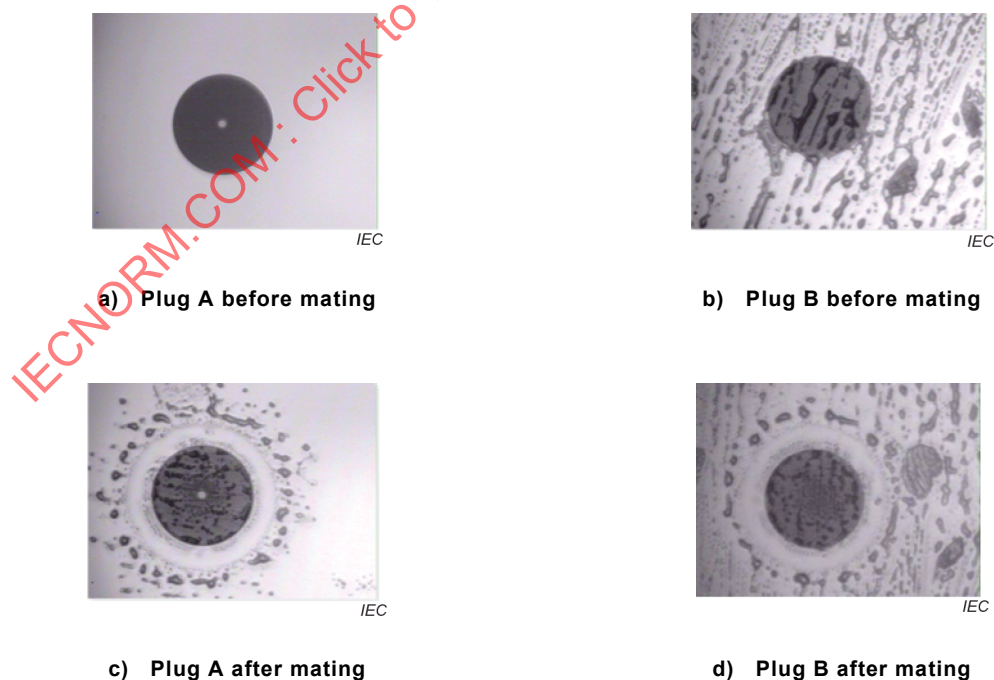 IECNORM.COM : Click to
IEC
IEC
a) Plug A before mating
b) Plug B before mating
IEC
IEC
c) Plug A after mating
d) Plug B after mating